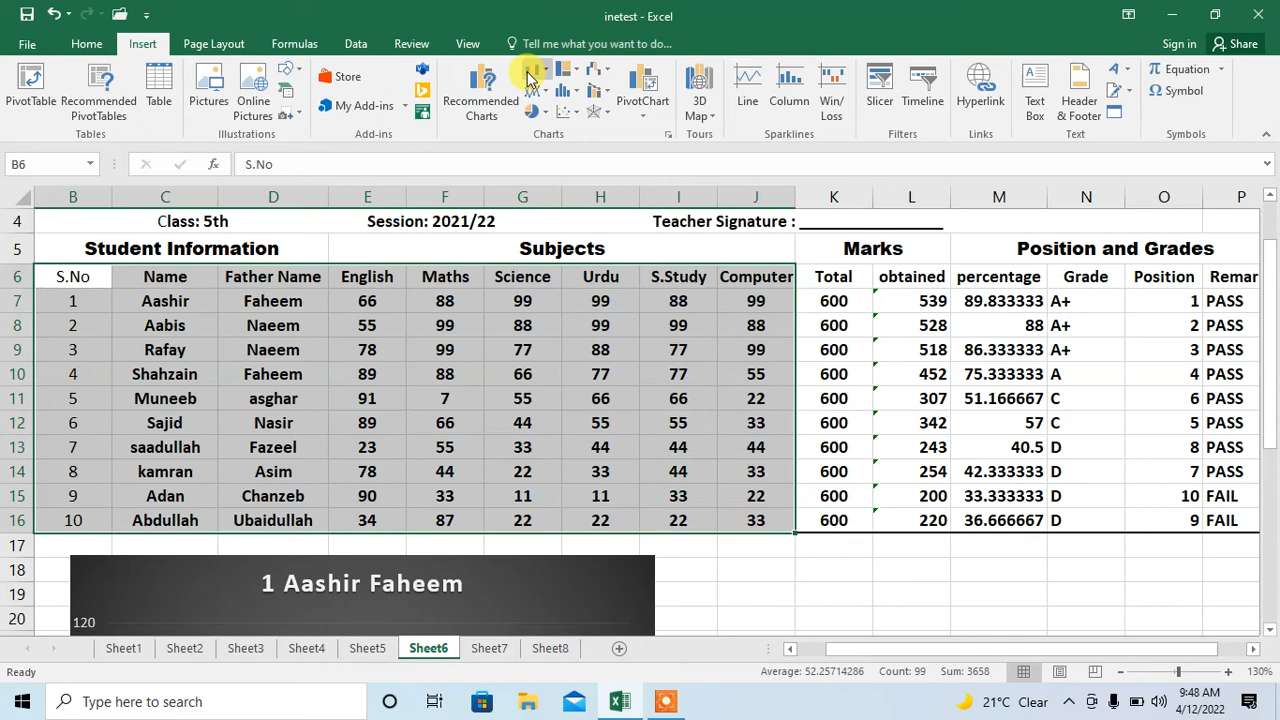 inetest - Excel
File Home Insert Page Layout Formulas Data Review View Tell me what you want to do... Sign in Share
PivotTable Recommended PivotTables Table Pictures Online Pictures Store My Add-ins Recommended Charts PivotChart 3D Map Line Column Win/ Loss Slicer Timeline Hyperlink Text Box Header & Footer Equation Symbol
Tables Illustrations Add-ins Charts Tours Sparklines Filters Links Text Symbols
B6 fx S.No
B C D E F G H I J K L M N O P
4 Class: 5th Session: 2021/22 Teacher Signature :
5 Student Information Subjects Marks Position and Grades
6 S.No Name Father Name English Maths Science Urdu S.Study Computer Total obtained percentage Grade Position Remar
7 1 Aashir Faheem 66 88 99 99 88 99 600 539 89.833333 A+ 1 PASS
8 2 Aabis Naeem 55 99 88 99 99 88 600 528 88 A+ 2 PASS
9 3 Rafay Naeem 78 99 77 88 77 99 600 518 86.333333 A+ 3 PASS
10 4 Shahzain Faheem 89 88 66 77 77 55 600 452 75.333333 A 4 PASS
11 5 Muneeb asghar 91 7 55 66 66 22 600 307 51.166667 C 6 PASS
12 6 Sajid Nasir 89 66 44 55 55 33 600 342 57 C 5 PASS
13 7 saadullah Fazeel 23 55 33 44 44 44 600 243 40.5 D 8 PASS
14 8 kamran Asim 78 44 22 33 44 33 600 254 42.333333 D 7 PASS
15 9 Adan Chanzeb 90 33 11 11 33 22 600 200 33.333333 D 10 FAIL
16 10 Abdullah Ubaidullah 34 87 22 22 22 33 600 220 36.666667 D 9 FAIL
17
18 1 Aashir Faheem
19
20 120
Sheet1 Sheet2 Sheet3 Sheet4 Sheet5 Sheet6 Sheet7 Sheet8
Ready Average: 52.25714286 Count: 99 Sum: 3658 130%
Type here to search 21°C Clear 9:48 AM
4/12/2022